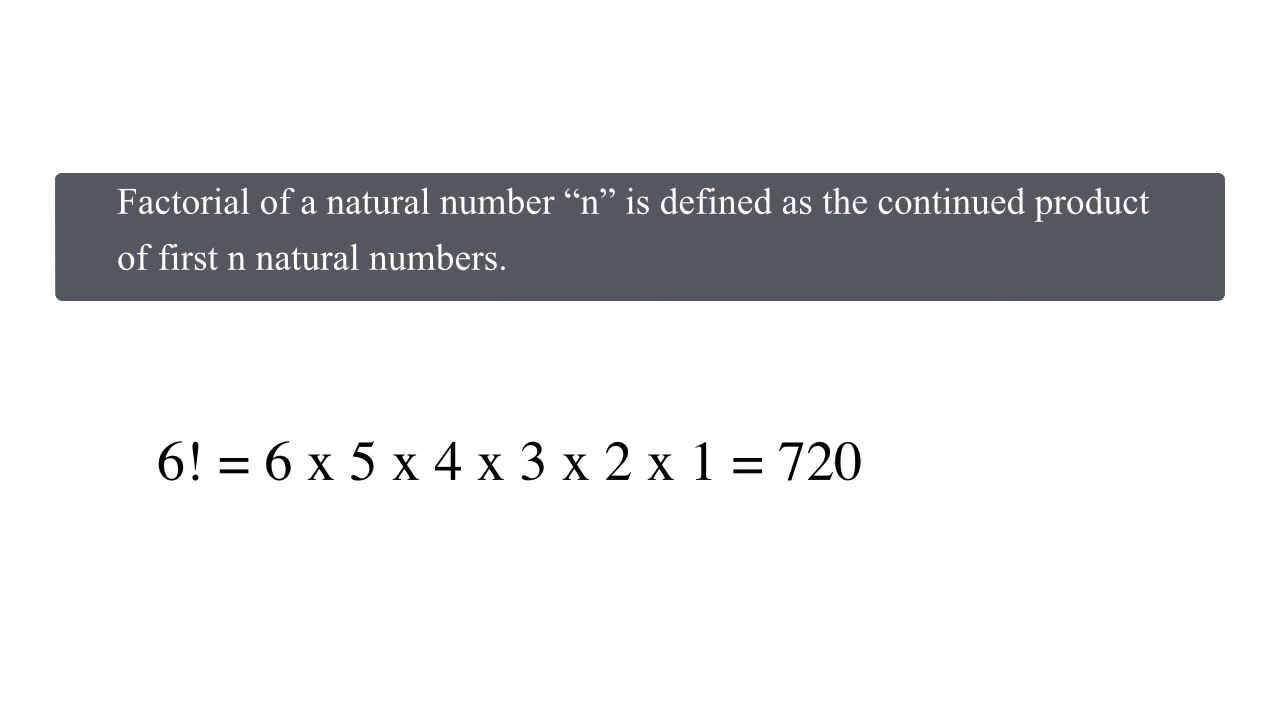 Factorial of a natural number “n” is defined as the continued product
of first n natural numbers.
6! = 6 x 5 x 4 x 3 x 2 x 1 = 720